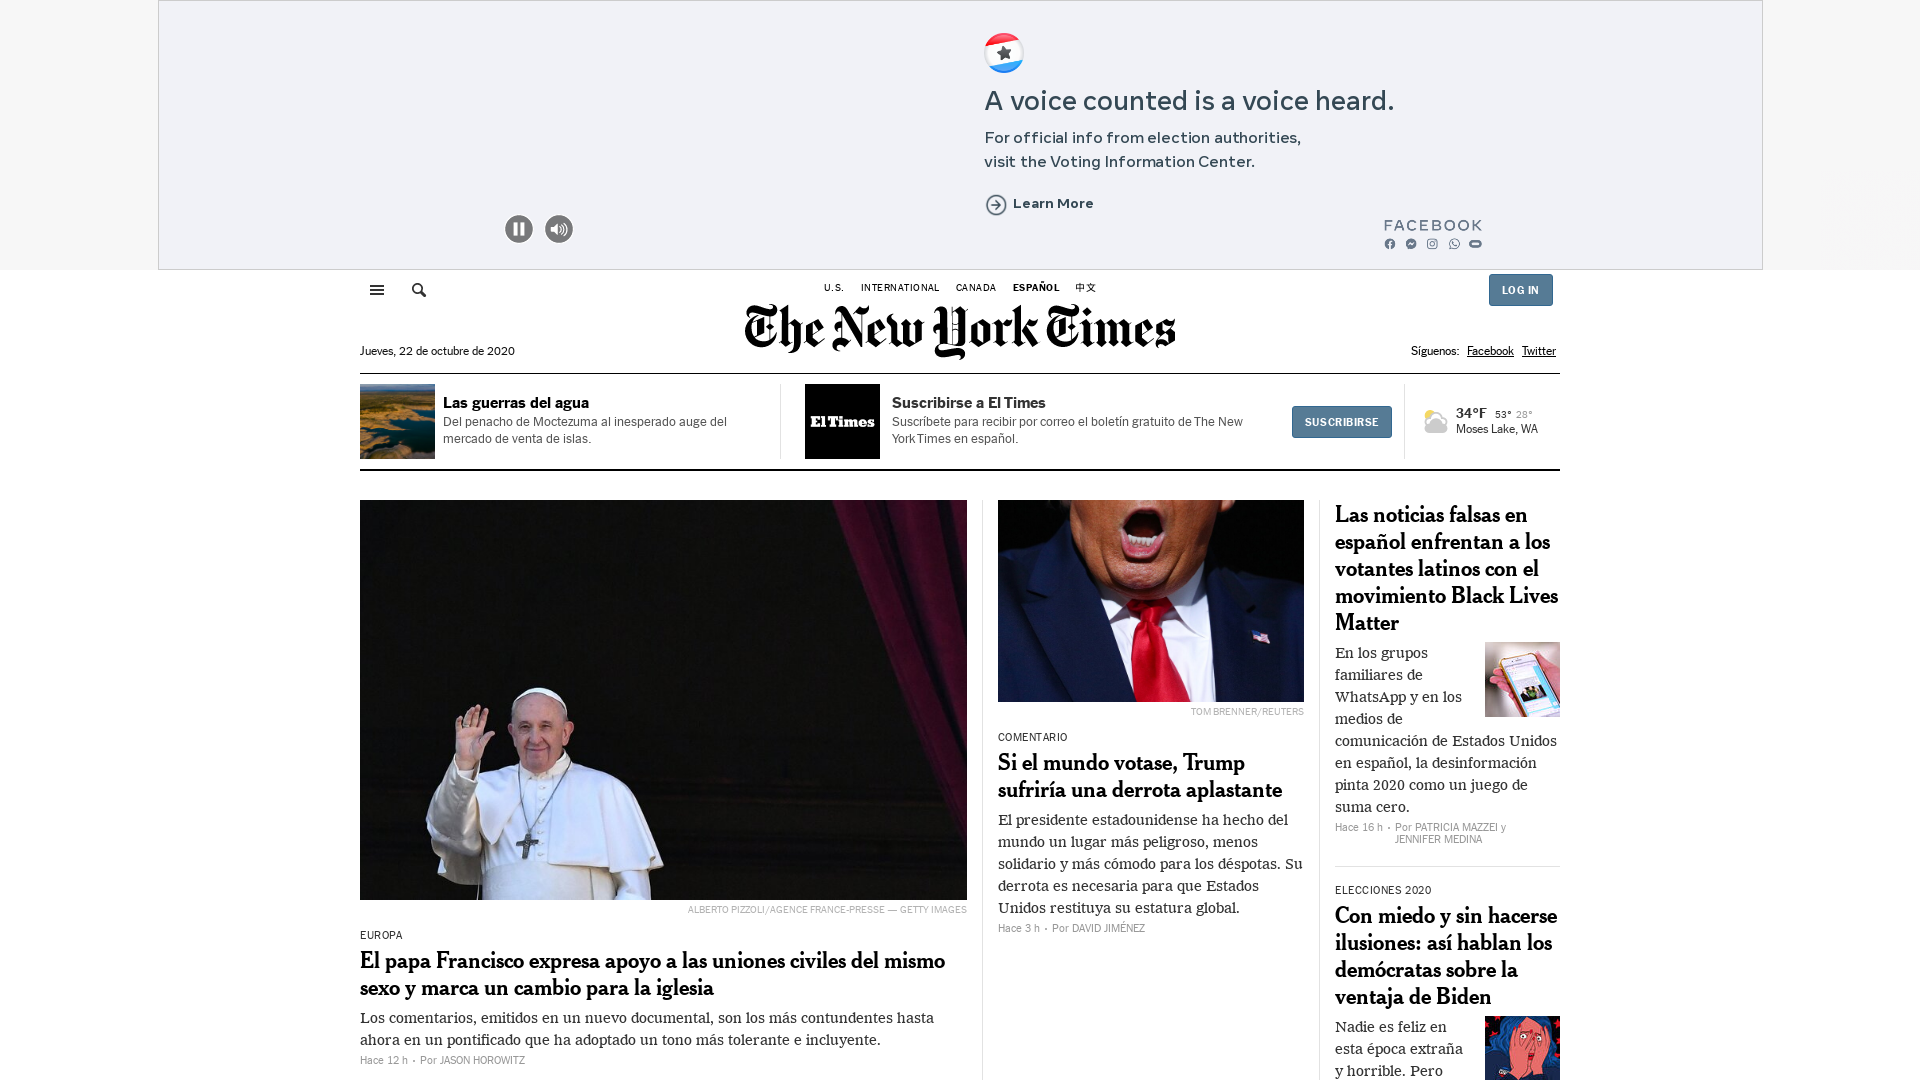 A voice counted is a voice heard.
For official info from election authorities,
visit the Voting Information Center.
Learn More
FACEBOOK
U.S. INTERNATIONAL CANADA ESPAÑOL 中文
LOG IN
The New York Times
Jueves, 22 de octubre de 2020
Síguenos: Facebook Twitter
Las guerras del agua
Del penacho de Moctezuma al inesperado auge del
mercado de venta de islas.
El Times
Suscribirse a El Times
Suscríbete para recibir por correo el boletín gratuito de The New
York Times en español.
SUSCRIBIRSE
34°F 53° 28°
Moses Lake, WA
ALBERTO PIZZOLI/AGENCE FRANCE-PRESSE — GETTY IMAGES
EUROPA
El papa Francisco expresa apoyo a las uniones civiles del mismo
sexo y marca un cambio para la iglesia
Los comentarios, emitidos en un nuevo documental, son los más contundentes hasta
ahora en un pontificado que ha adoptado un tono más tolerante e incluyente.
Hace 12 h • Por JASON HOROWITZ
TOM BRENNER/REUTERS
COMENTARIO
Si el mundo votase, Trump
sufriría una derrota aplastante
El presidente estadounidense ha hecho del
mundo un lugar más peligroso, menos
solidario y más cómodo para los déspotas. Su
derrota es necesaria para que Estados
Unidos restituya su estatura global.
Hace 3 h • Por DAVID JIMÉNEZ
Las noticias falsas en
español enfrentan a los
votantes latinos con el
movimiento Black Lives
Matter
En los grupos
familiares de
WhatsApp y en los
medios de
comunicación de Estados Unidos
en español, la desinformación
pinta 2020 como un juego de
suma cero.
Hace 16 h • Por PATRICIA MAZZEI y
JENNIFER MEDINA
ELECCIONES 2020
Con miedo y sin hacerse
ilusiones: así hablan los
demócratas sobre la
ventaja de Biden
Nadie es feliz en
esta época extraña
y horrible. Pero